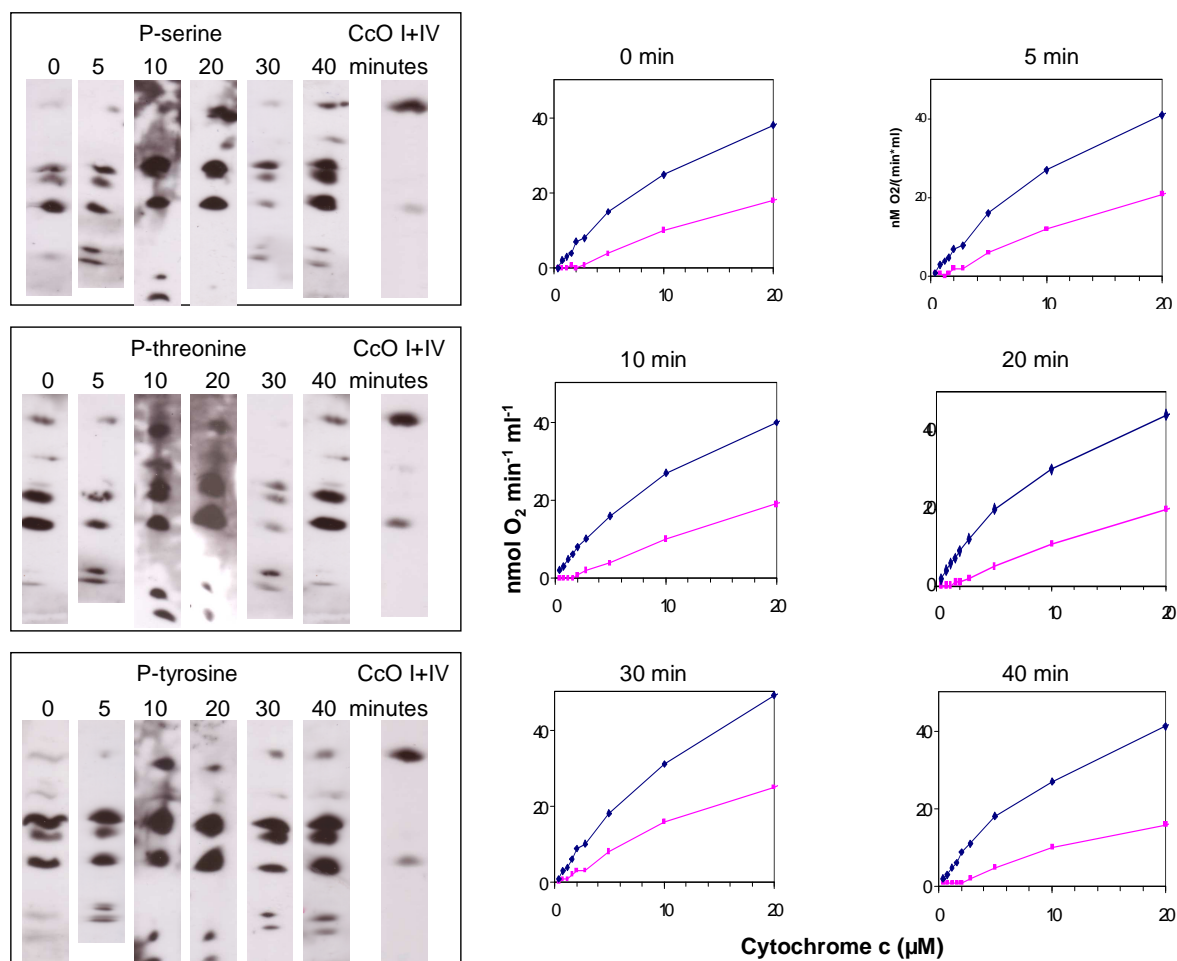 P-serine CcO I+IV
0 5 10 20 30 40 minutes
P-threonine CcO I+IV
0 5 10 20 30 40 minutes
P-tyrosine CcO I+IV
0 5 10 20 30 40 minutes
0 min
40
20
0
0 10 20
5 min
nM O2/(min*ml)
40
20
0
0 10 20
10 min
nmol O₂ min⁻¹ ml⁻¹
40
20
0
0 10 20
20 min
40
20
0
0 10 20
30 min
40
20
0
0 10 20
40 min
40
20
0
0 10 20
Cytochrome c (µM)